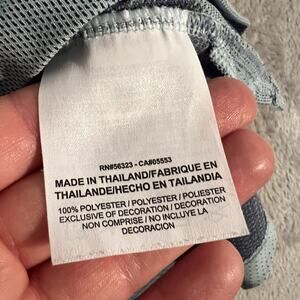 RN#56323 - CA#05553
MADE IN THAILAND/FABRIQUE EN
THAILANDE/HECHO EN TAILANDIA
100% POLYESTER / POLYESTER / POLIESTER
EXCLUSIVE OF DECORATION / DECORATION
NON COMPRISE / NO INCLUYE LA
DECORACION